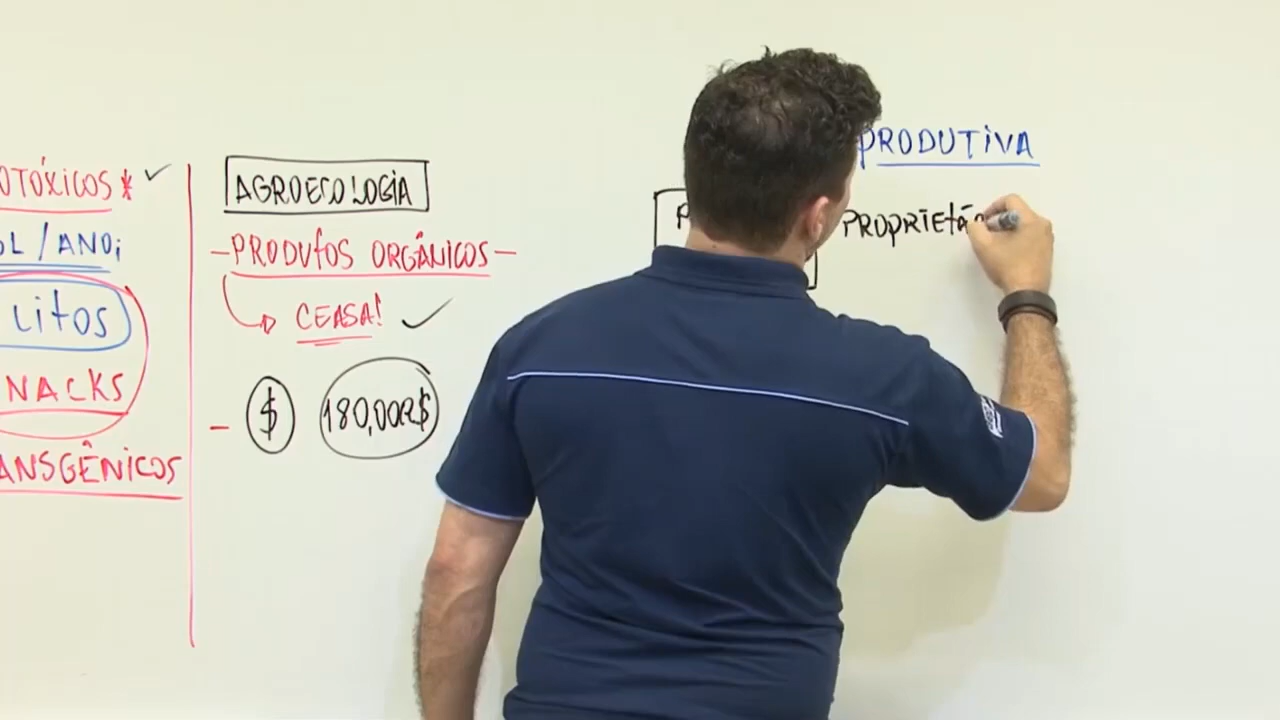 OTÓXICOS *
OL / ANO;
LITOS
NACKS
ANSGÊNICOS
AGROECOLOGIA
- PRODUTOS ORGÂNICOS -
CEASA!
- $ 180,00R$
PRODUTIVA
P
PROPRIETÁ